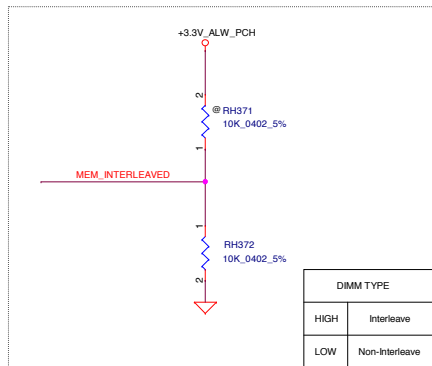 +3.3V_ALW_PCH
2
@ RH371
10K_0402_5%
1
MEM_INTERLEAVED
1
RH372
10K_0402_5%
2
DIMM TYPE
HIGH Interleave
LOW Non-Interleave